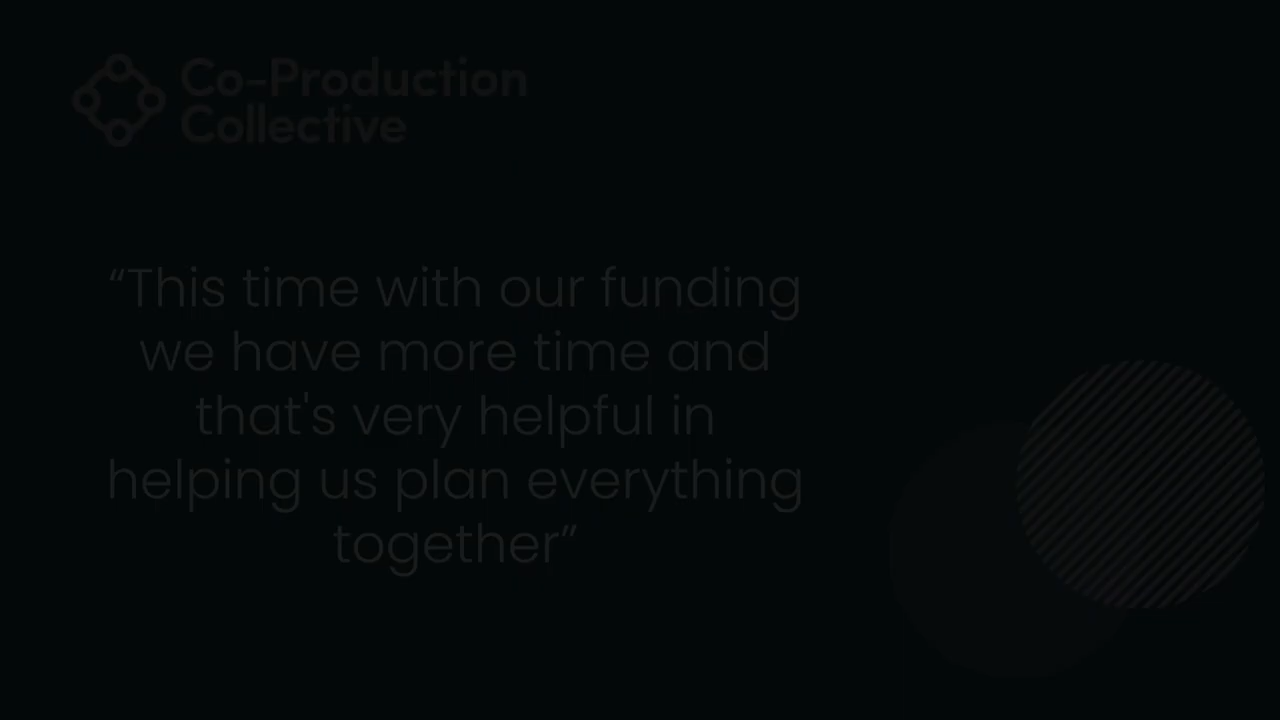 Co-Production
Collective
“This time with our funding
we have more time and
that's very helpful in
helping us plan everything
together”